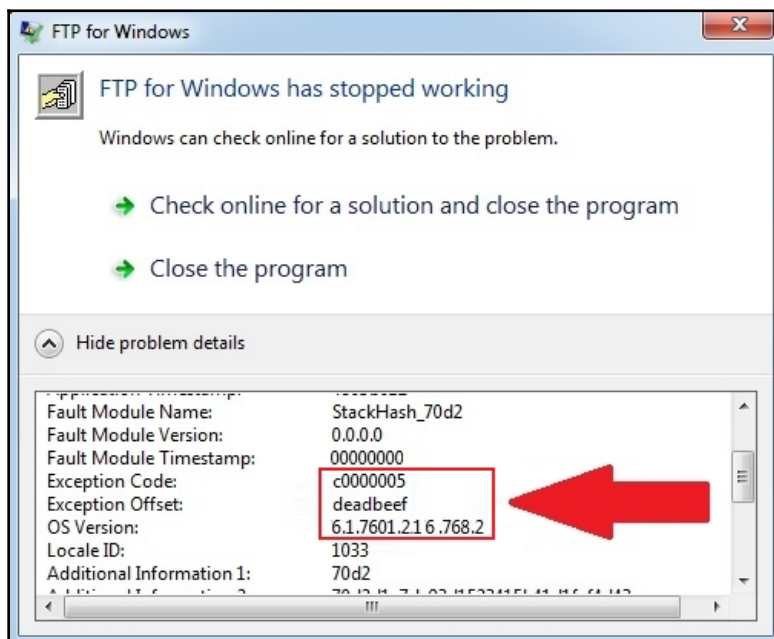 FTP for Windows
FTP for Windows has stopped working
Windows can check online for a solution to the problem.
Check online for a solution and close the program
Close the program
Hide problem details
Fault Module Name: StackHash_70d2
Fault Module Version: 0.0.0.0
Fault Module Timestamp: 00000000
Exception Code: c0000005
Exception Offset: deadbeef
OS Version: 6.1.7601.2.1 6 .768.2
Locale ID: 1033
Additional Information 1: 70d2